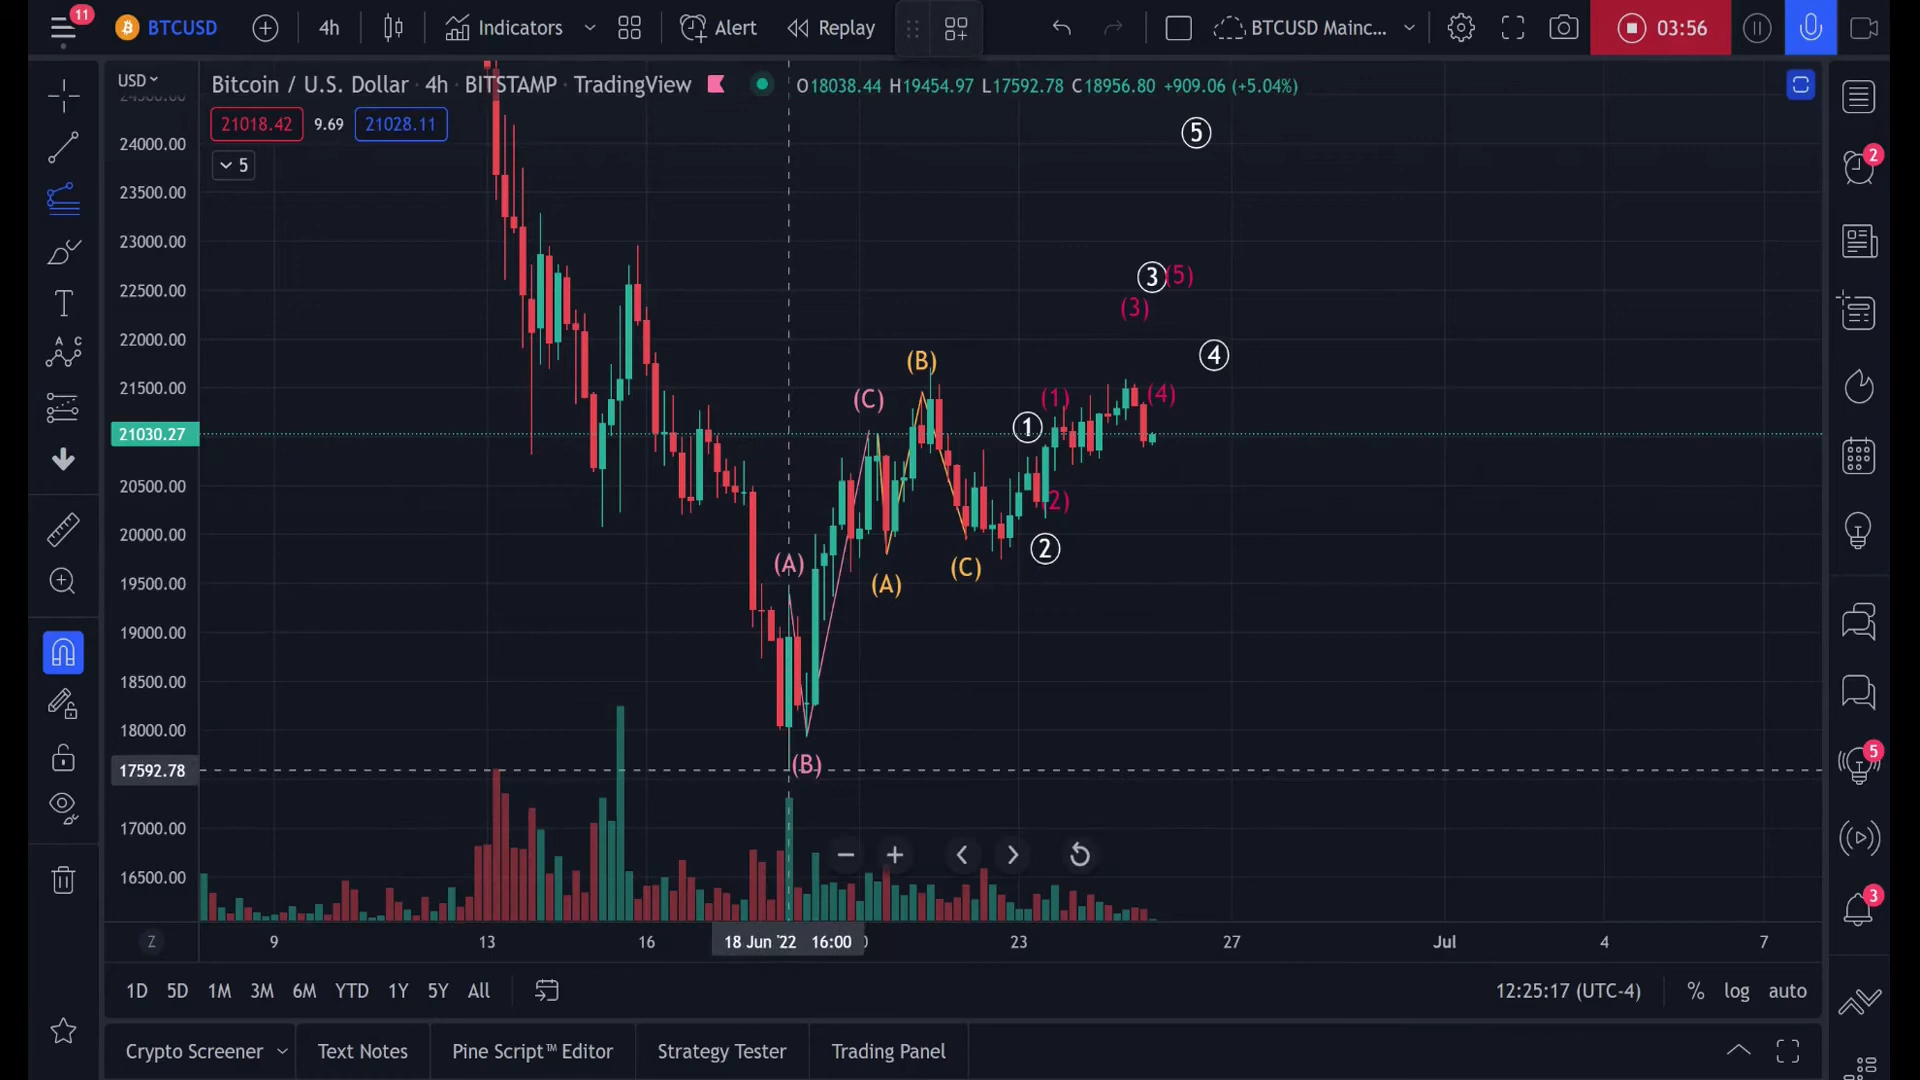 11
BTCUSD
4h
Indicators
Alert
Replay
BTCUSD Mainc...
03:56
USD
Bitcoin / U.S. Dollar · 4h · BITSTAMP · TradingView
O18038.44 H19454.97 L17592.78 C18956.80 +909.06 (+5.04%)
21018.42 9.69 21028.11
5
24500.00
24000.00
23500.00
23000.00
22500.00
22000.00
21500.00
21030.27
20500.00
20000.00
19500.00
19000.00
18500.00
18000.00
17592.78
17000.00
16500.00
5
3 (5)
(3)
4
(B)
(C)
(1)
(4)
1
(2)
2
(A)
(A)
(C)
(B)
2
5
3
Z
9
13
16
18 Jun '22 16:00
23
27
Jul
4
7
1D 5D 1M 3M 6M YTD 1Y 5Y All
12:25:17 (UTC-4)
% log auto
Crypto Screener
Text Notes
Pine Script™ Editor
Strategy Tester
Trading Panel
A C